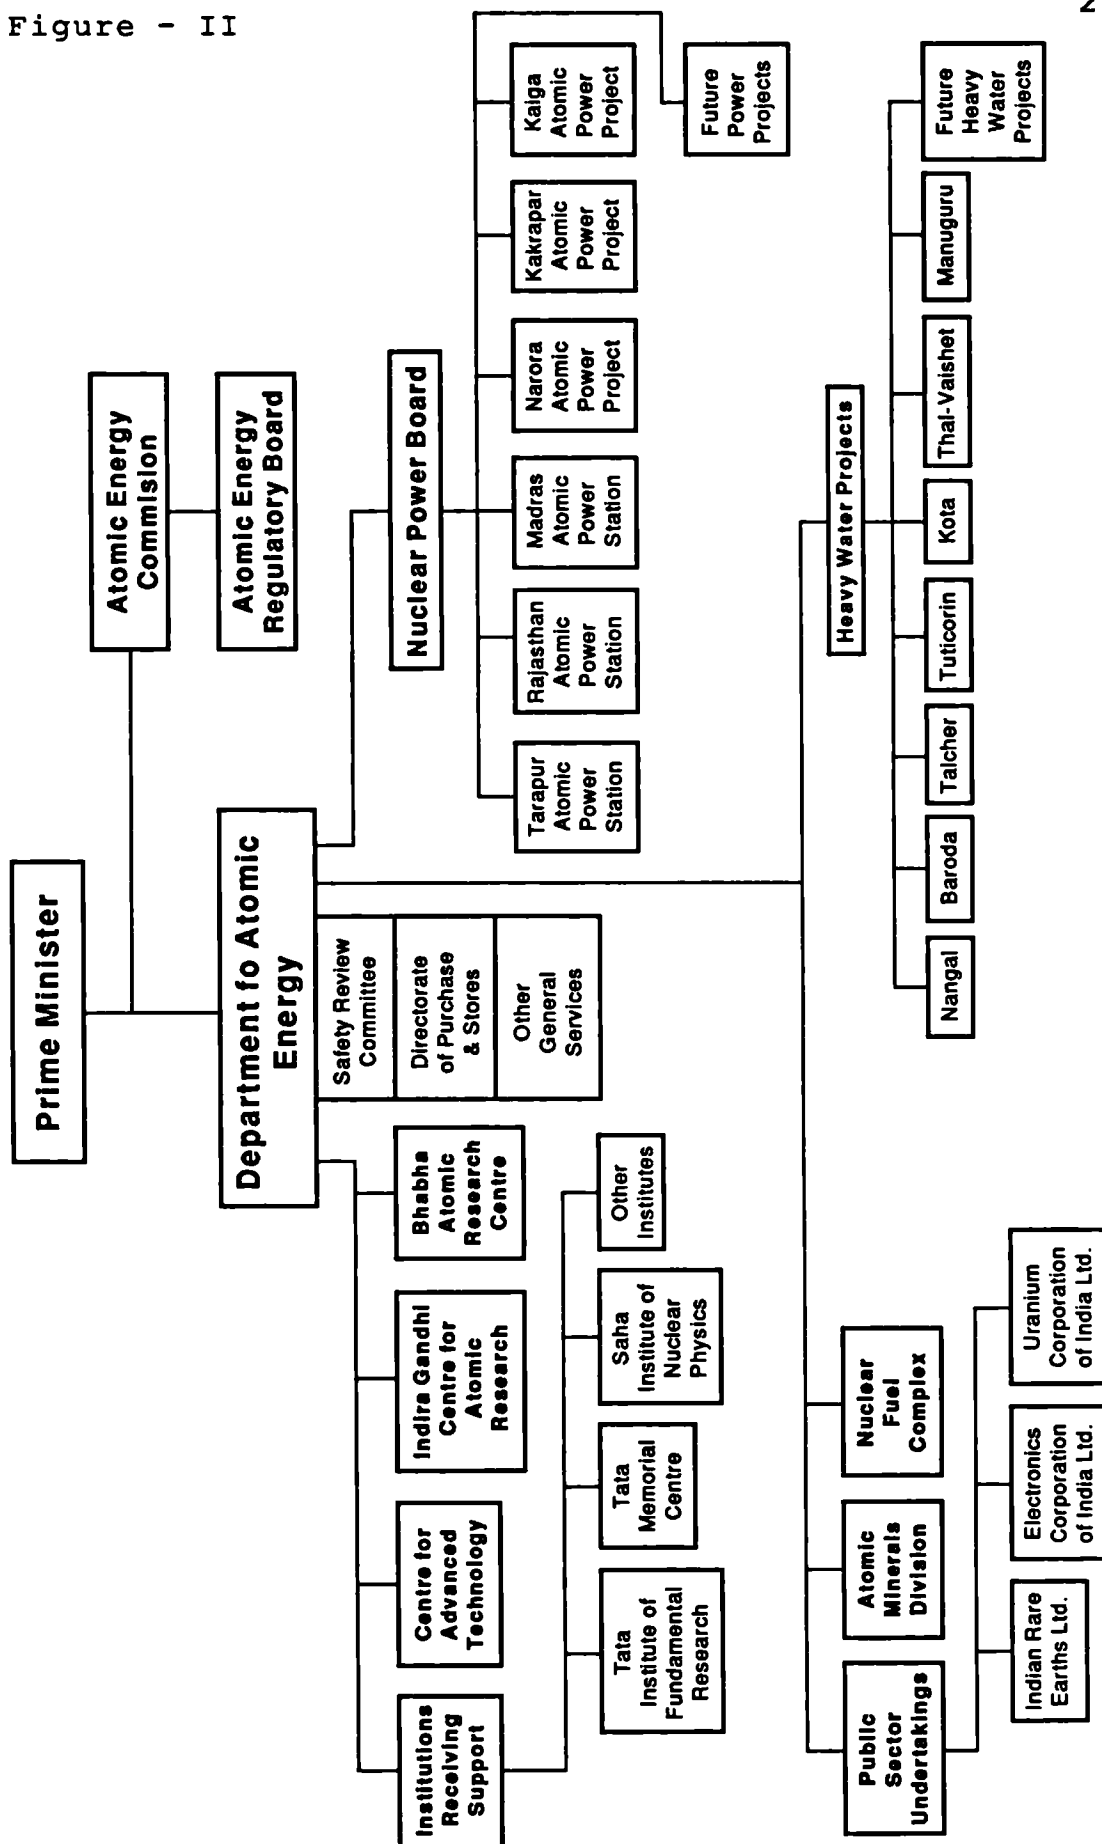 Figure - II
2
Prime Minister
Atomic Energy
Commision
Atomic Energy
Regulatory Board
Department fo Atomic
Energy
Safety Review
Committee
Directorate
of Purchase
& Stores
Other
General
Services
Institutions
Receiving
Support
Centre for
Advanced
Technology
Indira Gandhi
Centre for
Atomic
Research
Bhabha
Atomic
Research
Centre
Tata
Institute of
Fundamental
Research
Tata
Memorial
Centre
Saha
Institute of
Nuclear
Physics
Other
Institutes
Nuclear Power Board
Tarapur
Atomic
Power
Station
Rajasthan
Atomic
Power
Station
Madras
Atomic
Power
Station
Narora
Atomic
Power
Project
Kakrapar
Atomic
Power
Project
Kaiga
Atomic
Power
Project
Future
Power
Projects
Public
Sector
Undertakings
Atomic
Minerals
Division
Nuclear
Fuel
Complex
Indian Rare
Earths Ltd.
Electronics
Corporation
of India Ltd.
Uranium
Corporation
of India Ltd.
Heavy Water Projects
Nangal
Baroda
Talcher
Tuticorin
Kota
Thal-Vaishet
Manuguru
Future
Heavy
Water
Projects